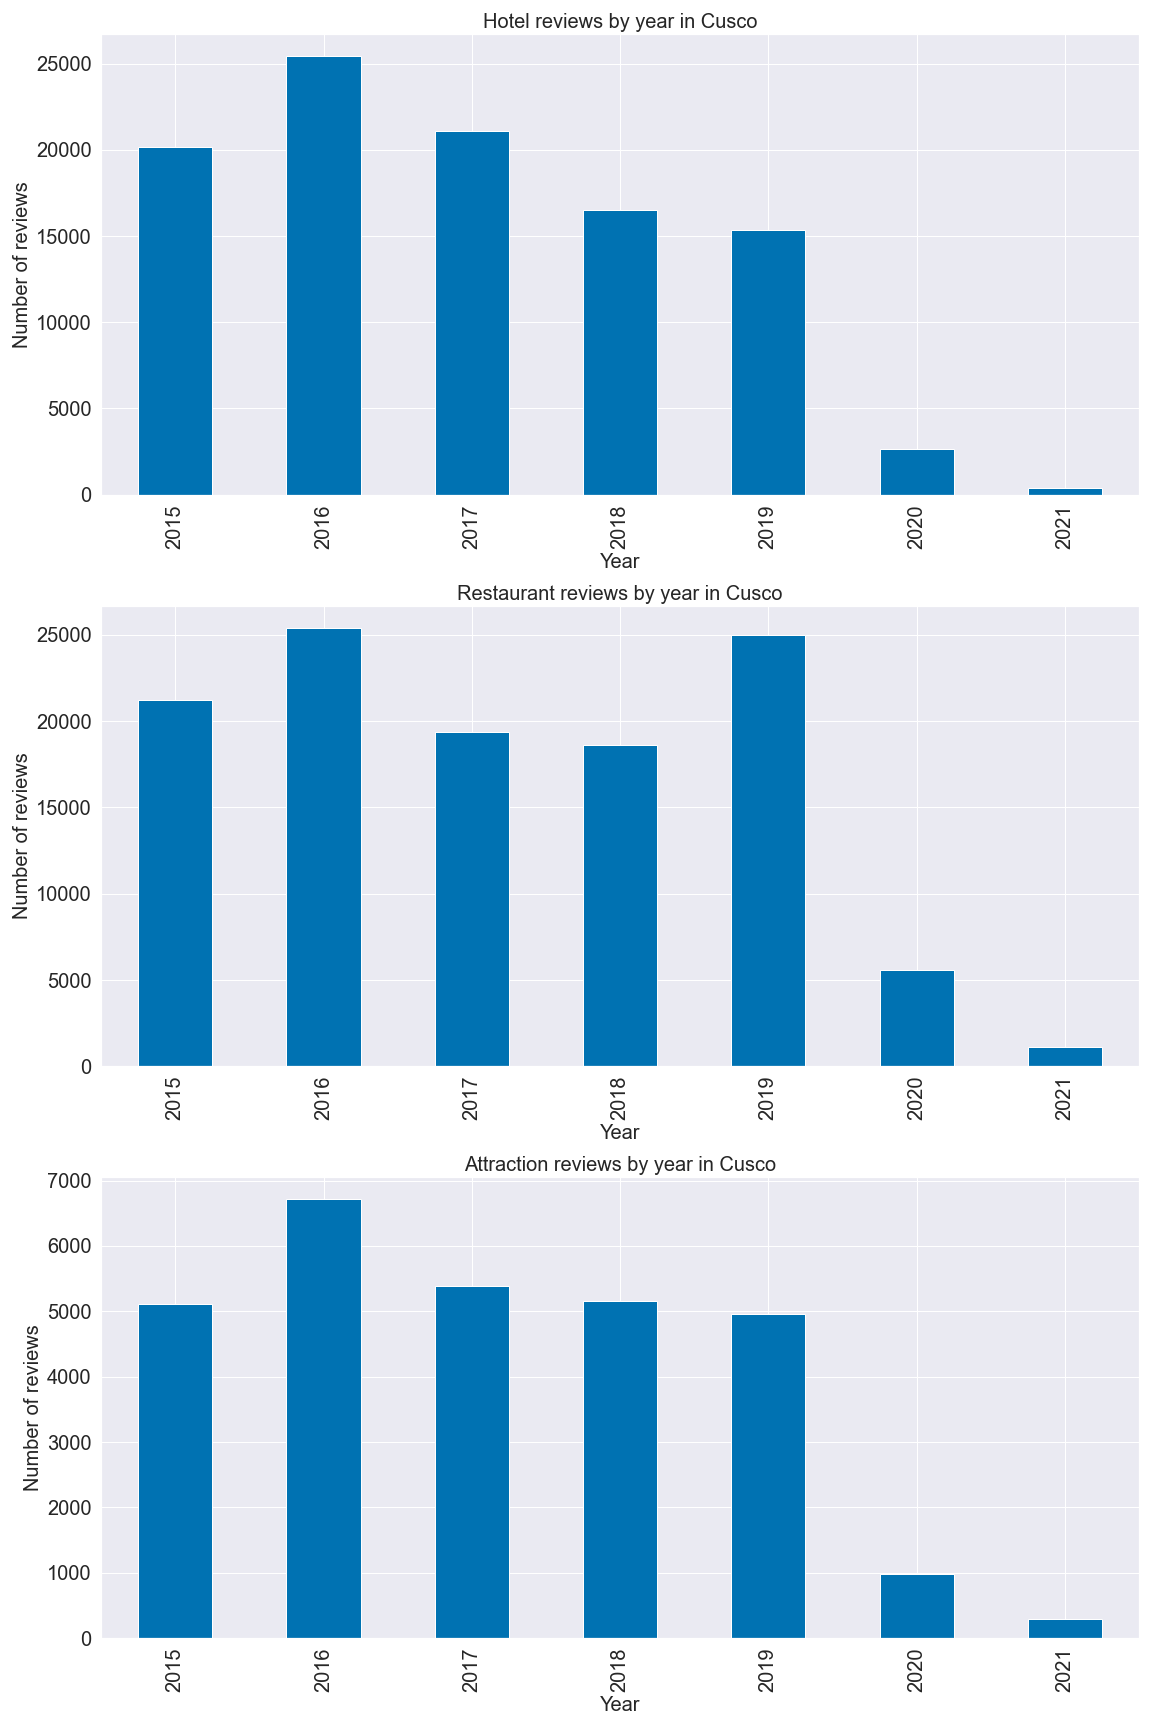 Hotel reviews by year in Cusco
25000
20000
15000
10000
5000
0
Number of reviews
2015 2016 2017 2018 2019 2020 2021
Year
Restaurant reviews by year in Cusco
25000
20000
15000
10000
5000
0
Number of reviews
2015 2016 2017 2018 2019 2020 2021
Year
Attraction reviews by year in Cusco
7000
6000
5000
4000
3000
2000
1000
0
Number of reviews
2015 2016 2017 2018 2019 2020 2021
Year